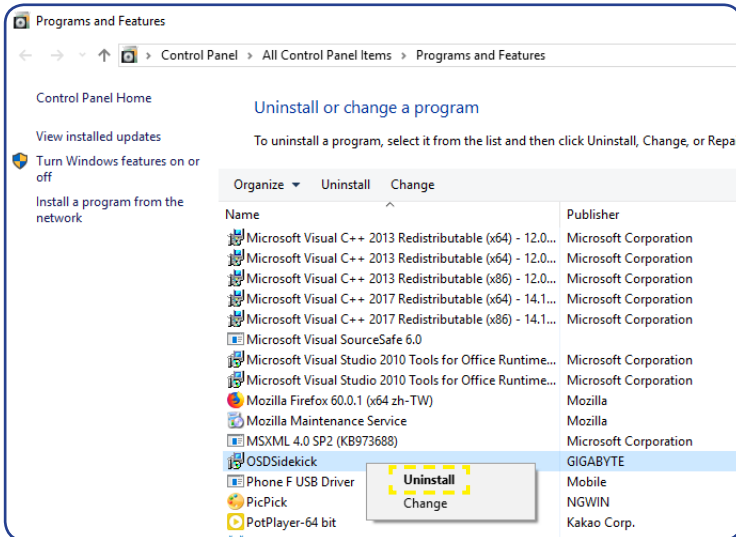 Programs and Features
Control Panel > All Control Panel Items > Programs and Features
Control Panel Home
View installed updates
Turn Windows features on or
off
Install a program from the
network
Uninstall or change a program
To uninstall a program, select it from the list and then click Uninstall, Change, or Repa
Organize Uninstall Change
Name Publisher
Microsoft Visual C++ 2013 Redistributable (x64) - 12.0... Microsoft Corporation
Microsoft Visual C++ 2013 Redistributable (x64) - 12.0... Microsoft Corporation
Microsoft Visual C++ 2013 Redistributable (x86) - 12.0... Microsoft Corporation
Microsoft Visual C++ 2017 Redistributable (x64) - 14.1... Microsoft Corporation
Microsoft Visual C++ 2017 Redistributable (x86) - 14.1... Microsoft Corporation
Microsoft Visual SourceSafe 6.0
Microsoft Visual Studio 2010 Tools for Office Runtime... Microsoft Corporation
Microsoft Visual Studio 2010 Tools for Office Runtime... Microsoft Corporation
Mozilla Firefox 60.0.1 (x64 zh-TW) Mozilla
Mozilla Maintenance Service Mozilla
MSXML 4.0 SP2 (KB973688) Microsoft Corporation
OSDSidekick GIGABYTE
Phone F USB Driver Mobile
PicPick NGWIN
PotPlayer-64 bit Kakao Corp.
Uninstall
Change